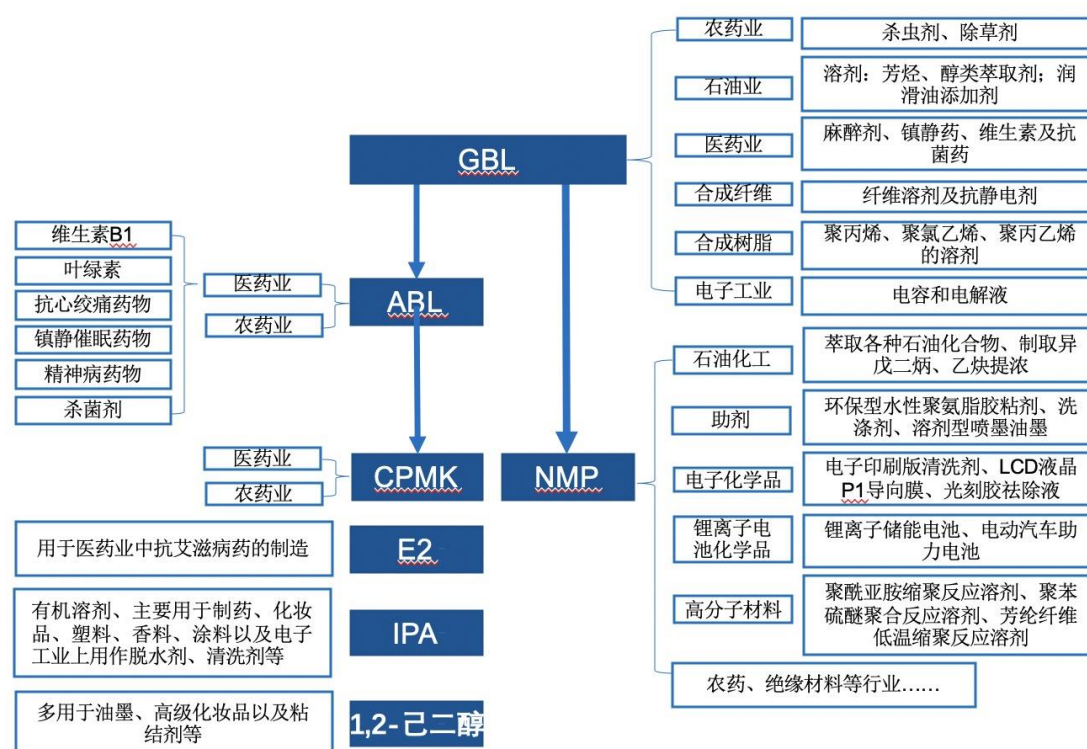 农药业
杀虫剂、除草剂
石油业
溶剂：芳烃、醇类萃取剂；润
滑油添加剂
医药业
麻醉剂、镇静药、维生素及抗
菌药
GBL
合成纤维
纤维溶剂及抗静电剂
合成树脂
聚丙烯、聚氯乙烯、聚丙乙烯
的溶剂
电子工业
电容和电解液
维生素B1
叶绿素
抗心绞痛药物
镇静催眠药物
精神病药物
杀菌剂
医药业
农药业
ABL
医药业
农药业
CPMK
NMP
石油化工
萃取各种石油化合物、制取异
戊二炳、乙炔提浓
助剂
环保型水性聚氨脂胶粘剂、洗
涤剂、溶剂型喷墨油墨
电子化学品
电子印刷版清洗剂、LCD液晶
P1导向膜、光刻胶祛除液
锂离子电
池化学品
锂离子储能电池、电动汽车助
力电池
高分子材料
聚酰亚胺缩聚反应溶剂、聚苯
硫醚聚合反应溶剂、芳纶纤维
低温缩聚反应溶剂
农药、绝缘材料等行业……
用于医药业中抗艾滋病药的制造
E2
有机溶剂、主要用于制药、化妆
品、塑料、香料、涂料以及电子
工业上用作脱水剂、清洗剂等
IPA
多用于油墨、高级化妆品以及粘
结剂等
1,2-己二醇